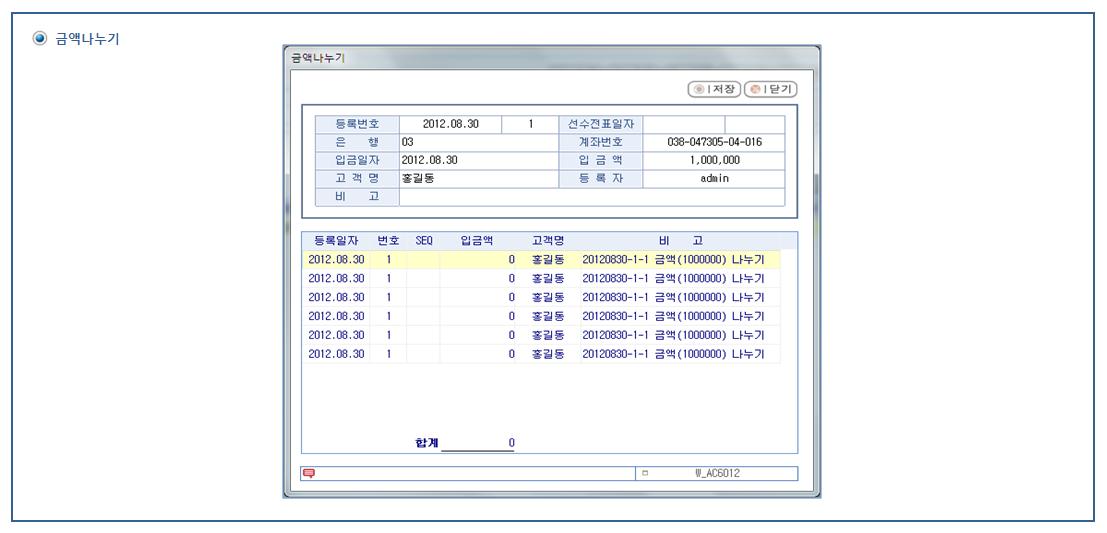 금액나누기
금액나누기
저장 닫기
등록번호 2012.08.30 1 선수전표일자
은 행 03 계좌번호 038-047305-04-016
입금일자 2012.08.30 입 금 액 1,000,000
고 객 명 홍길동 등 록 자 admin
비 고
등록일자 번호 SEQ 입금액 고객명 비 고
2012.08.30 1 0 홍길동 20120830-1-1 금액(1000000) 나누기
2012.08.30 1 0 홍길동 20120830-1-1 금액(1000000) 나누기
2012.08.30 1 0 홍길동 20120830-1-1 금액(1000000) 나누기
2012.08.30 1 0 홍길동 20120830-1-1 금액(1000000) 나누기
2012.08.30 1 0 홍길동 20120830-1-1 금액(1000000) 나누기
2012.08.30 1 0 홍길동 20120830-1-1 금액(1000000) 나누기
합계 0
W_AC6012